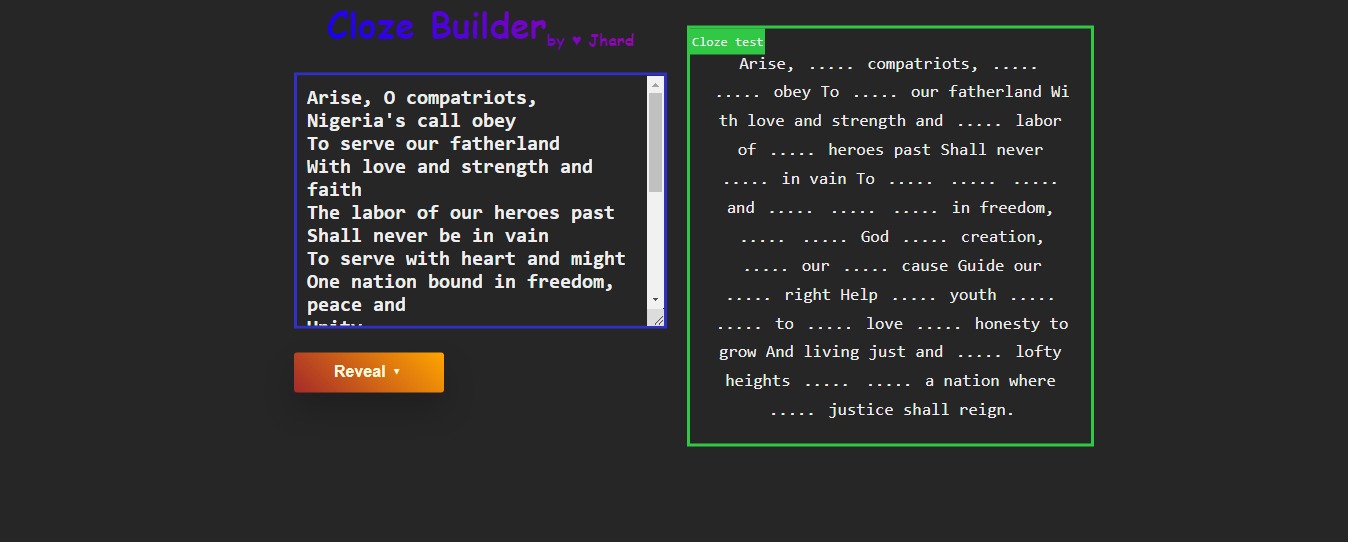 Cloze Builder by ♥ Jhard
Arise, O compatriots,
Nigeria's call obey
To serve our fatherland
With love and strength and
faith
The labor of our heroes past
Shall never be in vain
To serve with heart and might
One nation bound in freedom,
peace and
Unity
Reveal ▼
Cloze test
Arise, ..... compatriots, .....
..... obey To ..... our fatherland Wi
th love and strength and ..... labor
of ..... heroes past Shall never
..... in vain To ..... ..... .....
and ..... ..... ..... in freedom,
..... ..... God ..... creation,
..... our ..... cause Guide our
..... right Help ..... youth .....
..... to ..... love ..... honesty to
grow And living just and ..... lofty
heights ..... ..... a nation where
..... justice shall reign.